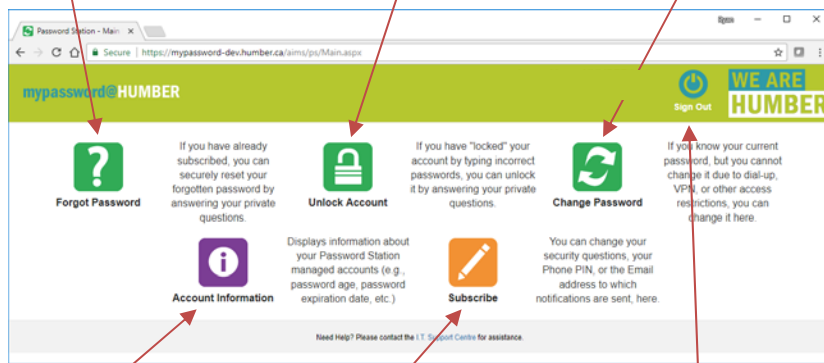 Password Station - Main
Secure | https://mypassword-dev.humber.ca/aims/ps/Main.aspx
mypassword@HUMBER
Sign Out
WE ARE
HUMBER
Forgot Password
If you have already
subscribed, you can
securely reset your
forgotten password by
answering your private
questions.
Unlock Account
If you have "locked" your
account by typing incorrect
passwords, you can unlock
it by answering your private
questions.
Change Password
If you know your current
password, but you cannot
change it due to dial-up,
VPN, or other access
restrictions, you can
change it here.
Account Information
Displays information about
your Password Station
managed accounts (e.g.,
password age, password
expiration date, etc.)
Subscribe
You can change your
security questions, your
Phone PIN, or the Email
address to which
notifications are sent, here.
Need Help? Please contact the I.T. Support Centre for assistance.